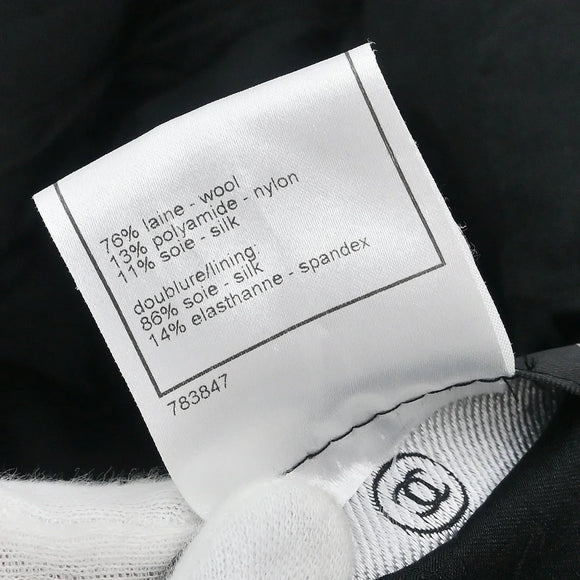 76% laine - wool
13% polyamide - nylon
11% soie - silk
doublure/lining:
86% soie - silk
14% elasthanne - spandex
783847